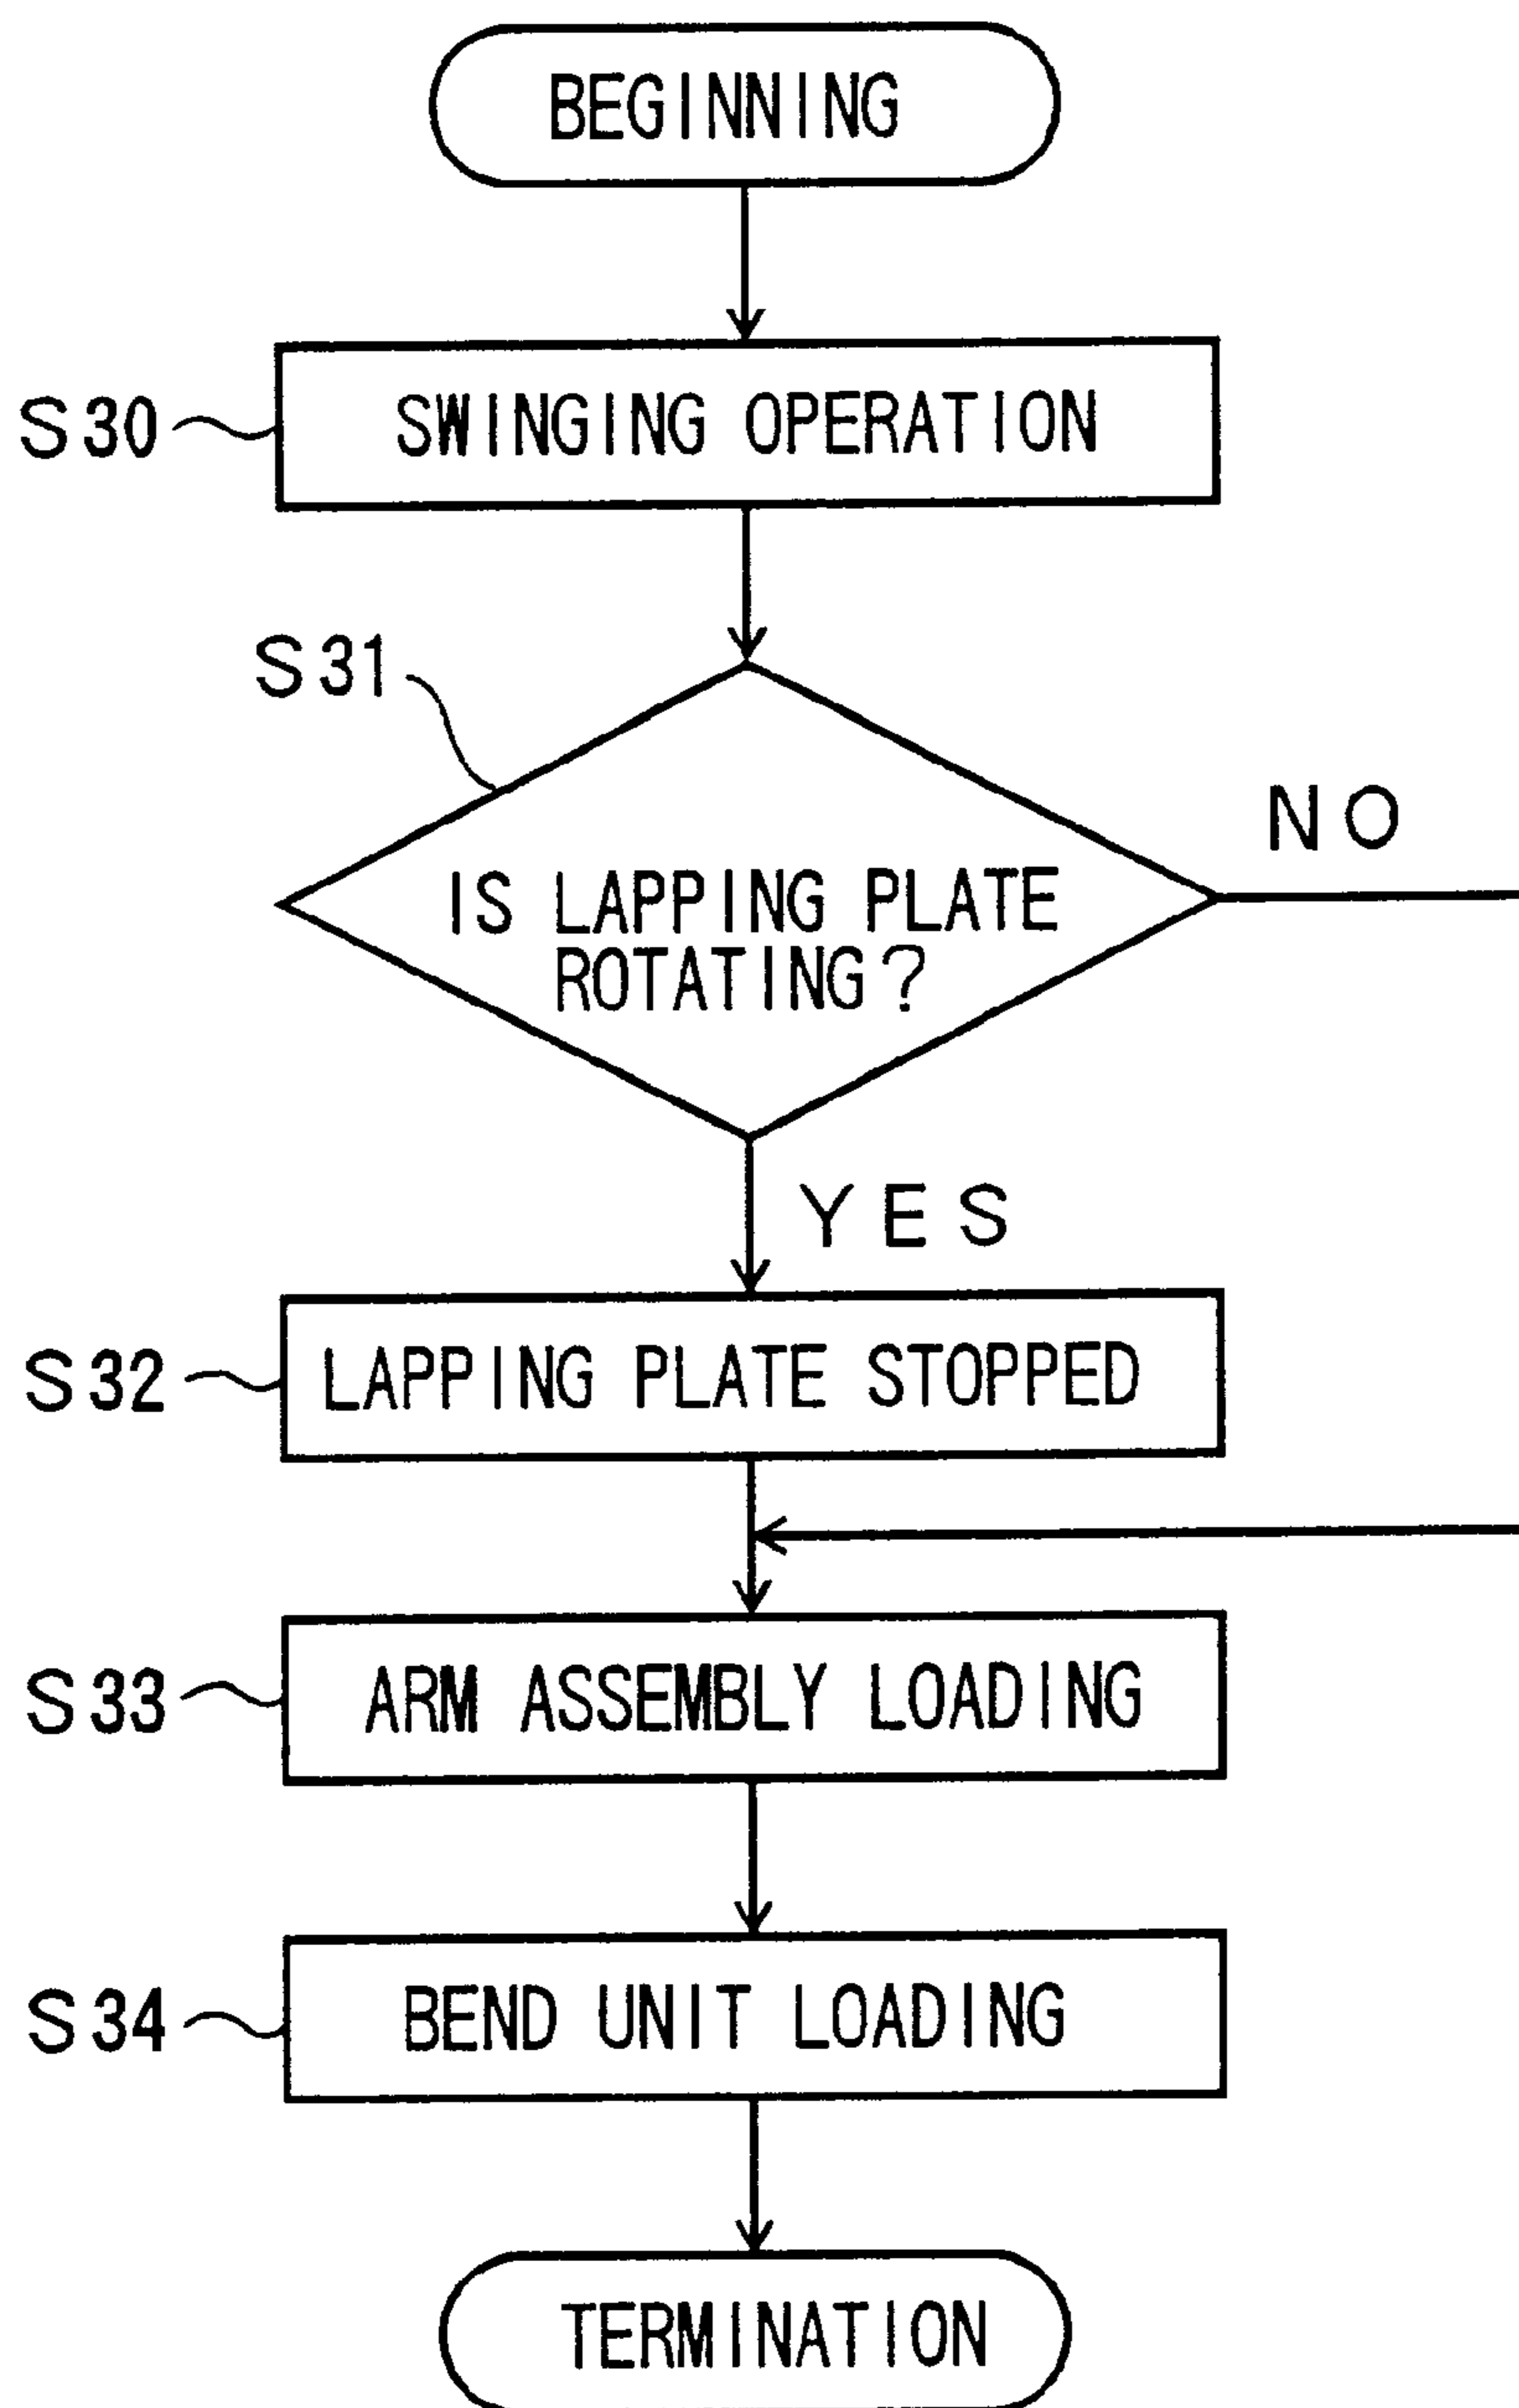 BEGINNING
S30
SWINGING OPERATION
S31
NO
IS LAPPING PLATE
ROTATING?
YES
S32
LAPPING PLATE STOPPED
S33
ARM ASSEMBLY LOADING
S34
BEND UNIT LOADING
TERMINATION